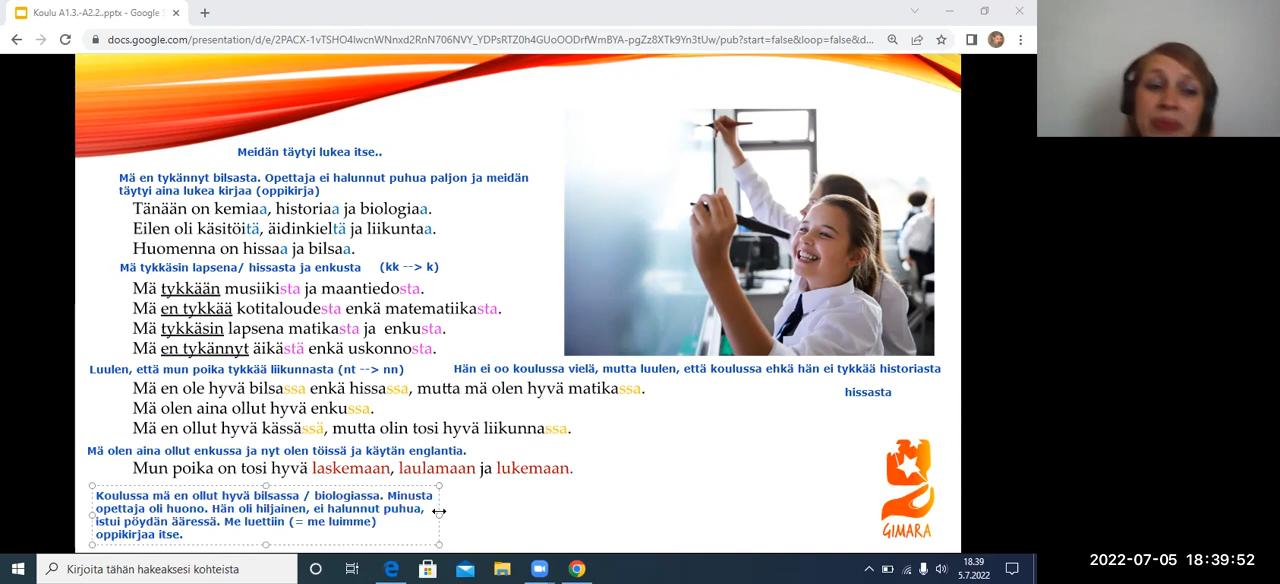 Koulu A1.3.-A2.2..pptx - Google
docs.google.com/presentation/d/e/2PACX-1vTSHO4lwcnWNnxd2RnN706NVY_YDPsRTZ0h4GUoOODrfWm8YA-pgZz8XTk9Yn3tUw/pub?start=false&loop=false&d...
Meidän täytyi lukea itse..
Mä en tykännyt bilsasta. Opettaja ei halunnut puhua paljon ja meidän
täytyi aina lukea kirjaa (oppikirja)
Tänään on kemiaa, historiaa ja biologiaa.
Eilen oli käsitöitä, äidinkieltä ja liikuntaa.
Huomenna on hissaa ja bilsaa.
Mä tykkäsin lapsena/ hissasta ja enkusta (kk --> k)
Mä tykkään musiikista ja maantiedosta.
Mä en tykkää kotitaloudesta enkä matematiikasta.
Mä tykkäsin lapsena matikasta ja enkusta.
Mä en tykännyt äikästä enkä uskonnosta.
Luulen, että mun poika tykkää liikunnasta (nt --> nn)
Hän ei oo koulussa vielä, mutta luulen, että koulussa ehkä hän ei tykkää historiasta
hissasta
Mä en ole hyvä bilsassa enkä hissassa, mutta mä olen hyvä matikassa.
Mä olen aina ollut hyvä enkussa.
Mä en ollut hyvä kässässä, mutta olin tosi hyvä liikunnassa.
Mä olen aina ollut enkussa ja nyt olen töissä ja käytän englantia.
Mun poika on tosi hyvä laskemaan, laulamaan ja lukemaan.
Koulussa mä en ollut hyvä bilsassa / biologiassa. Minusta
opettaja oli huono. Hän oli hiljainen, ei halunnut puhua,
istui pöydän ääressä. Me luettiin (= me luimme)
oppikirjaa itse.
GIMARA
Kirjoita tähän hakeaksesi kohteista
18.39
5.7.2022
2022-07-05 18:39:52